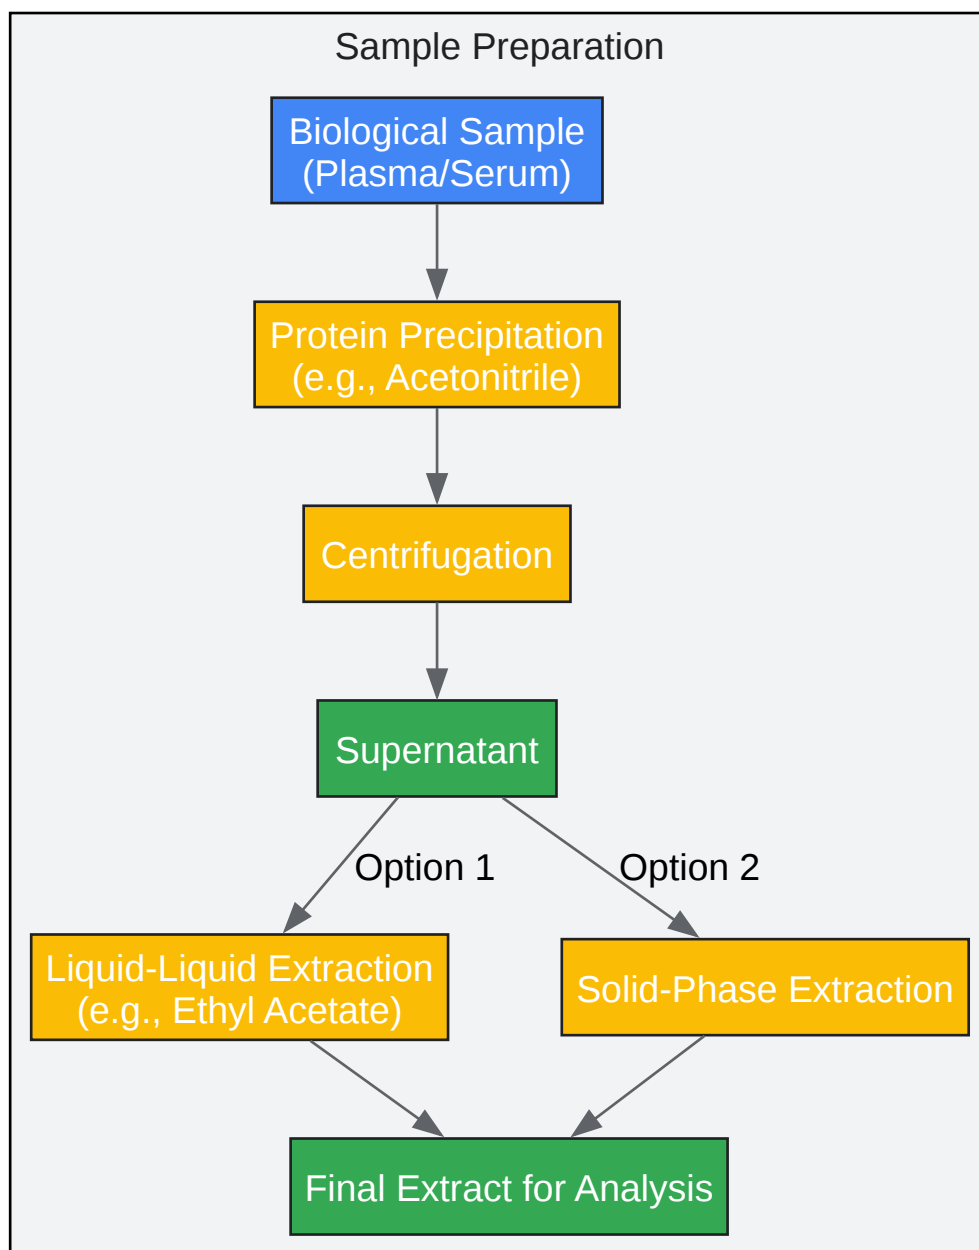 Sample Preparation
Biological Sample
(Plasma/Serum)
Protein Precipitation
(e.g., Acetonitrile)
Centrifugation
Supernatant
Option 1
Option 2
Liquid-Liquid Extraction
(e.g., Ethyl Acetate)
Solid-Phase Extraction
Final Extract for Analysis